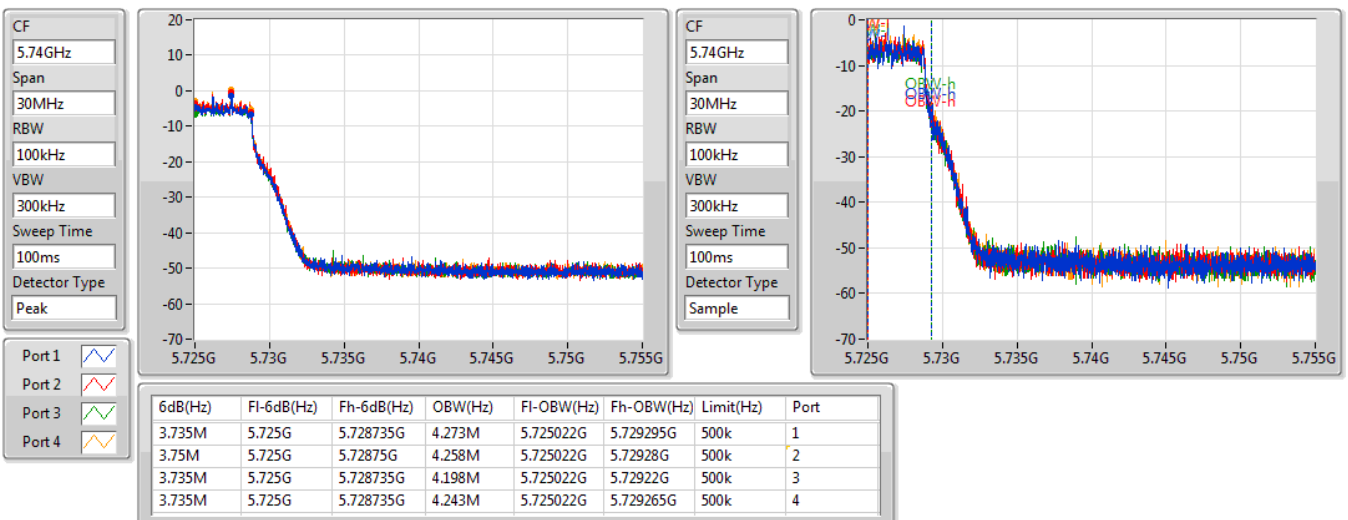 CF
5.74GHz
Span
30MHz
RBW
100kHz
VBW
300kHz
Sweep Time
100ms
Detector Type
Peak
20
10
0
-10
-20
-30
-40
-50
-60
-70
5.725G 5.73G 5.735G 5.74G 5.745G 5.75G 5.755G
CF
5.74GHz
Span
30MHz
RBW
100kHz
VBW
300kHz
Sweep Time
100ms
Detector Type
Sample
0
-10
-20
-30
-40
-50
-60
-70
OBW-h
OBW-h
OBW-h
5.725G 5.73G 5.735G 5.74G 5.745G 5.75G 5.755G
Port 1
Port 2
Port 3
Port 4
6dB(Hz) Fl-6dB(Hz) Fh-6dB(Hz) OBW(Hz) Fl-OBW(Hz) Fh-OBW(Hz) Limit(Hz) Port
3.735M 5.725G 5.728735G 4.273M 5.725022G 5.729295G 500k 1
3.75M 5.725G 5.72875G 4.258M 5.725022G 5.72928G 500k 2
3.735M 5.725G 5.728735G 4.198M 5.725022G 5.72922G 500k 3
3.735M 5.725G 5.728735G 4.243M 5.725022G 5.729265G 500k 4